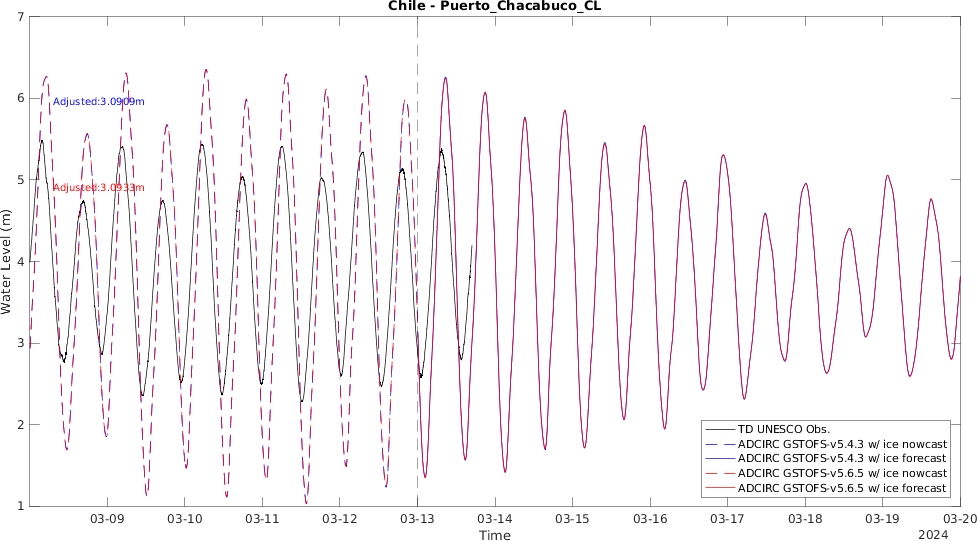 Chile - Puerto_Chacabuco_CL
7
6
5
4
3
2
1
Water Level (m)
Adjusted:3.0909m
Adjusted:3.0933m
TD UNESCO Obs.
ADCIRC GSTOFS-v5.4.3 w/ ice nowcast
ADCIRC GSTOFS-v5.4.3 w/ ice forecast
ADCIRC GSTOFS-v5.6.5 w/ ice nowcast
ADCIRC GSTOFS-v5.6.5 w/ ice forecast
03-09 03-10 03-11 03-12 03-13 03-14 03-15 03-16 03-17 03-18 03-19 03-20
Time
2024